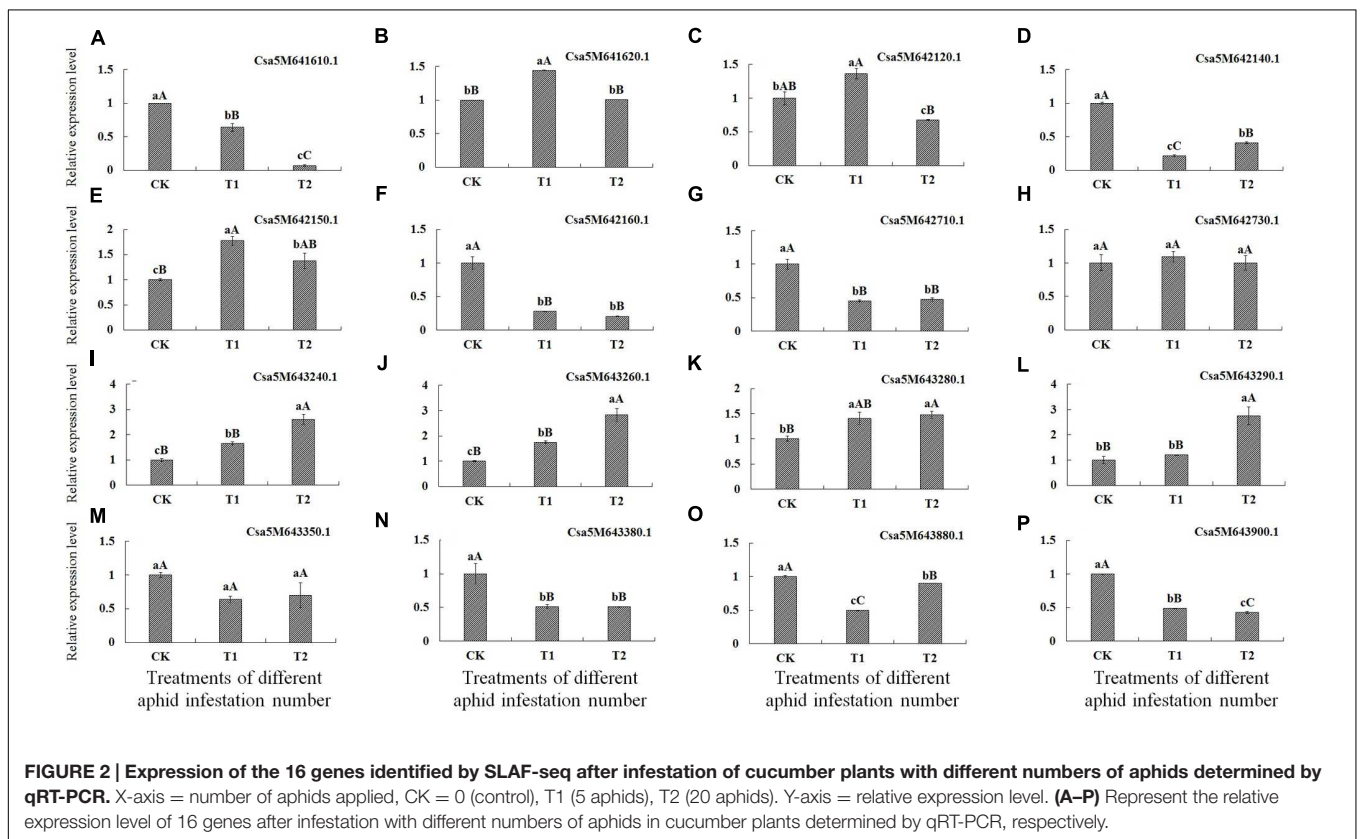 A
Csa5M641610.1
Relative expression level
1.5
1
0.5
0
aA
bB
cC
CK
T1
T2
B
Csa5M641620.1
1.5
1
0.5
0
bB
aA
bB
CK
T1
T2
C
Csa5M642120.1
1.5
1
0.5
0
bAB
aA
cB
CK
T1
T2
D
Csa5M642140.1
1.5
1
0.5
0
aA
cC
bB
CK
T1
T2
E
Csa5M642150.1
Relative expression level
2
1.5
1
0.5
0
cB
aA
bAB
CK
T1
T2
F
Csa5M642160.1
1.5
1
0.5
0
aA
bB
bB
CK
T1
T2
G
Csa5M642710.1
1.5
1
0.5
0
aA
bB
bB
CK
T1
T2
H
Csa5M642730.1
1.5
1
0.5
0
aA
aA
aA
CK
T1
T2
I
Csa5M643240.1
Relative expression level
4
3
2
1
0
cB
bB
aA
CK
T1
T2
J
Csa5M643260.1
4
3
2
1
0
cB
bB
aA
CK
T1
T2
K
Csa5M643280.1
2
1.5
1
0.5
0
bB
aAB
aA
CK
T1
T2
L
Csa5M643290.1
4
3
2
1
0
bB
bB
aA
CK
T1
T2
M
Csa5M643350.1
Relative expression level
1.5
1
0.5
0
aA
aA
aA
CK
T1
T2
N
Csa5M643380.1
1.5
1
0.5
0
aA
bB
bB
CK
T1
T2
O
Csa5M643880.1
1.5
1
0.5
0
aA
cC
bB
CK
T1
T2
P
Csa5M643900.1
1.5
1
0.5
0
aA
bB
cC
CK
T1
T2
Treatments of different
aphid infestation number
Treatments of different
aphid infestation number
Treatments of different
aphid infestation number
Treatments of different
aphid infestation number
FIGURE 2 | Expression of the 16 genes identified by SLAF-seq after infestation of cucumber plants with different numbers of aphids determined by
qRT-PCR. X-axis = number of aphids applied, CK = 0 (control), T1 (5 aphids), T2 (20 aphids). Y-axis = relative expression level. (A–P) Represent the relative
expression level of 16 genes after infestation with different numbers of aphids in cucumber plants determined by qRT-PCR, respectively.